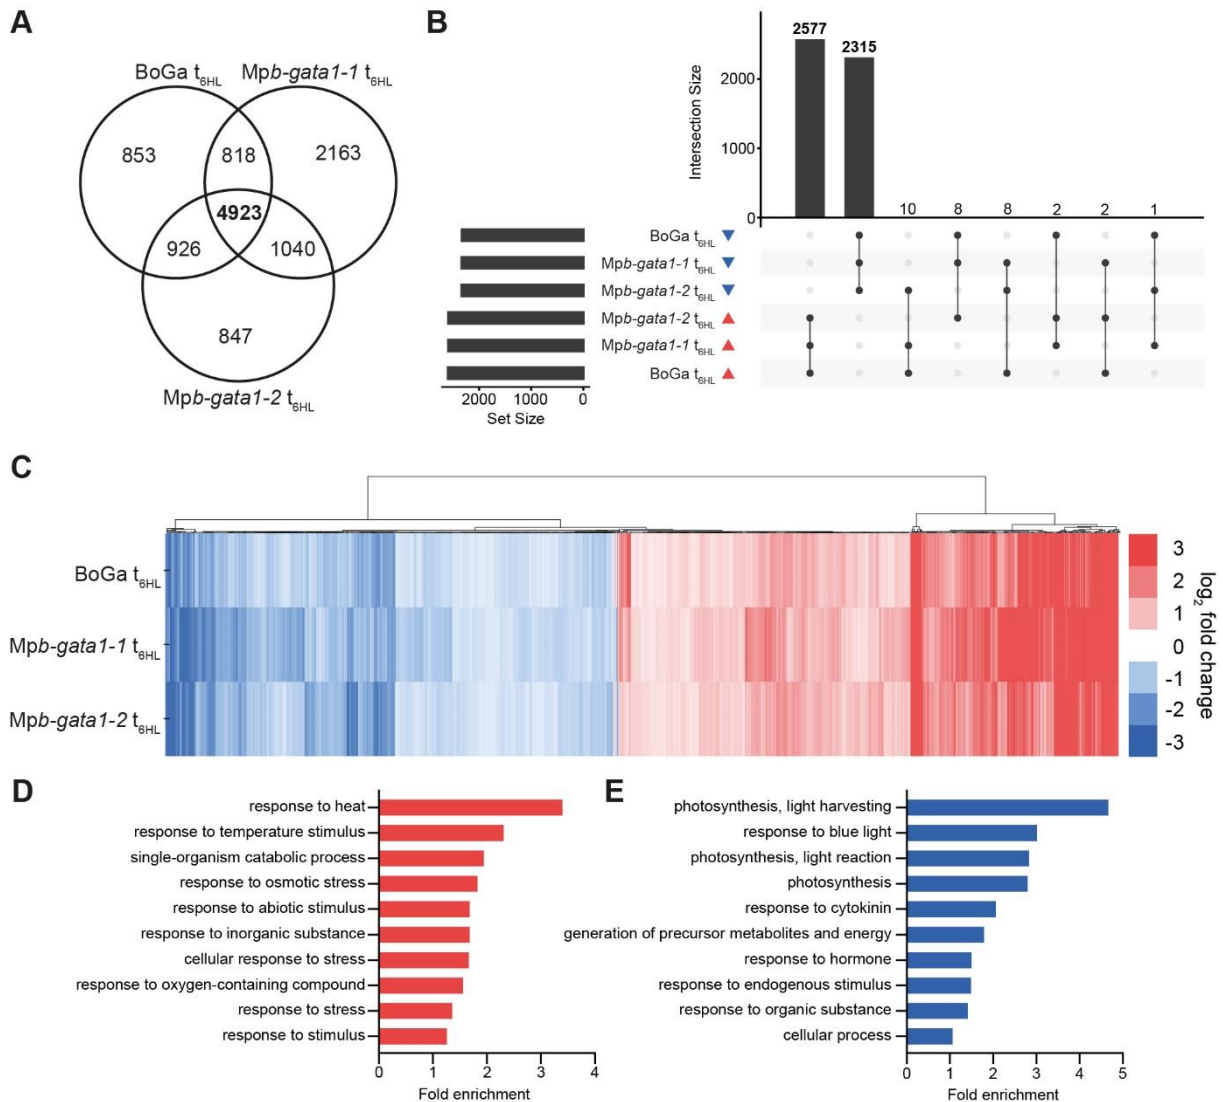 A
BoGa t6HL
Mpb-gata1-1 t6HL
853
818
2163
4923
926
1040
847
Mpb-gata1-2 t6HL
B
Intersection Size
2000
1000
0
2577
2315
10
8
8
2
2
1
BoGa t6HL
Mpb-gata1-1 t6HL
Mpb-gata1-2 t6HL
Mpb-gata1-2 t6HL
Mpb-gata1-1 t6HL
BoGa t6HL
2000
1000
0
Set Size
C
BoGa t6HL
Mpb-gata1-1 t6HL
Mpb-gata1-2 t6HL
3
2
1
0
-1
-2
-3
log2 fold change
D
response to heat
response to temperature stimulus
single-organism catabolic process
response to osmotic stress
response to abiotic stimulus
response to inorganic substance
cellular response to stress
response to oxygen-containing compound
response to stress
response to stimulus
0
1
2
3
4
Fold enrichment
E
photosynthesis, light harvesting
response to blue light
photosynthesis, light reaction
photosynthesis
response to cytokinin
generation of precursor metabolites and energy
response to hormone
response to endogenous stimulus
response to organic substance
cellular process
0
1
2
3
4
5
Fold enrichment